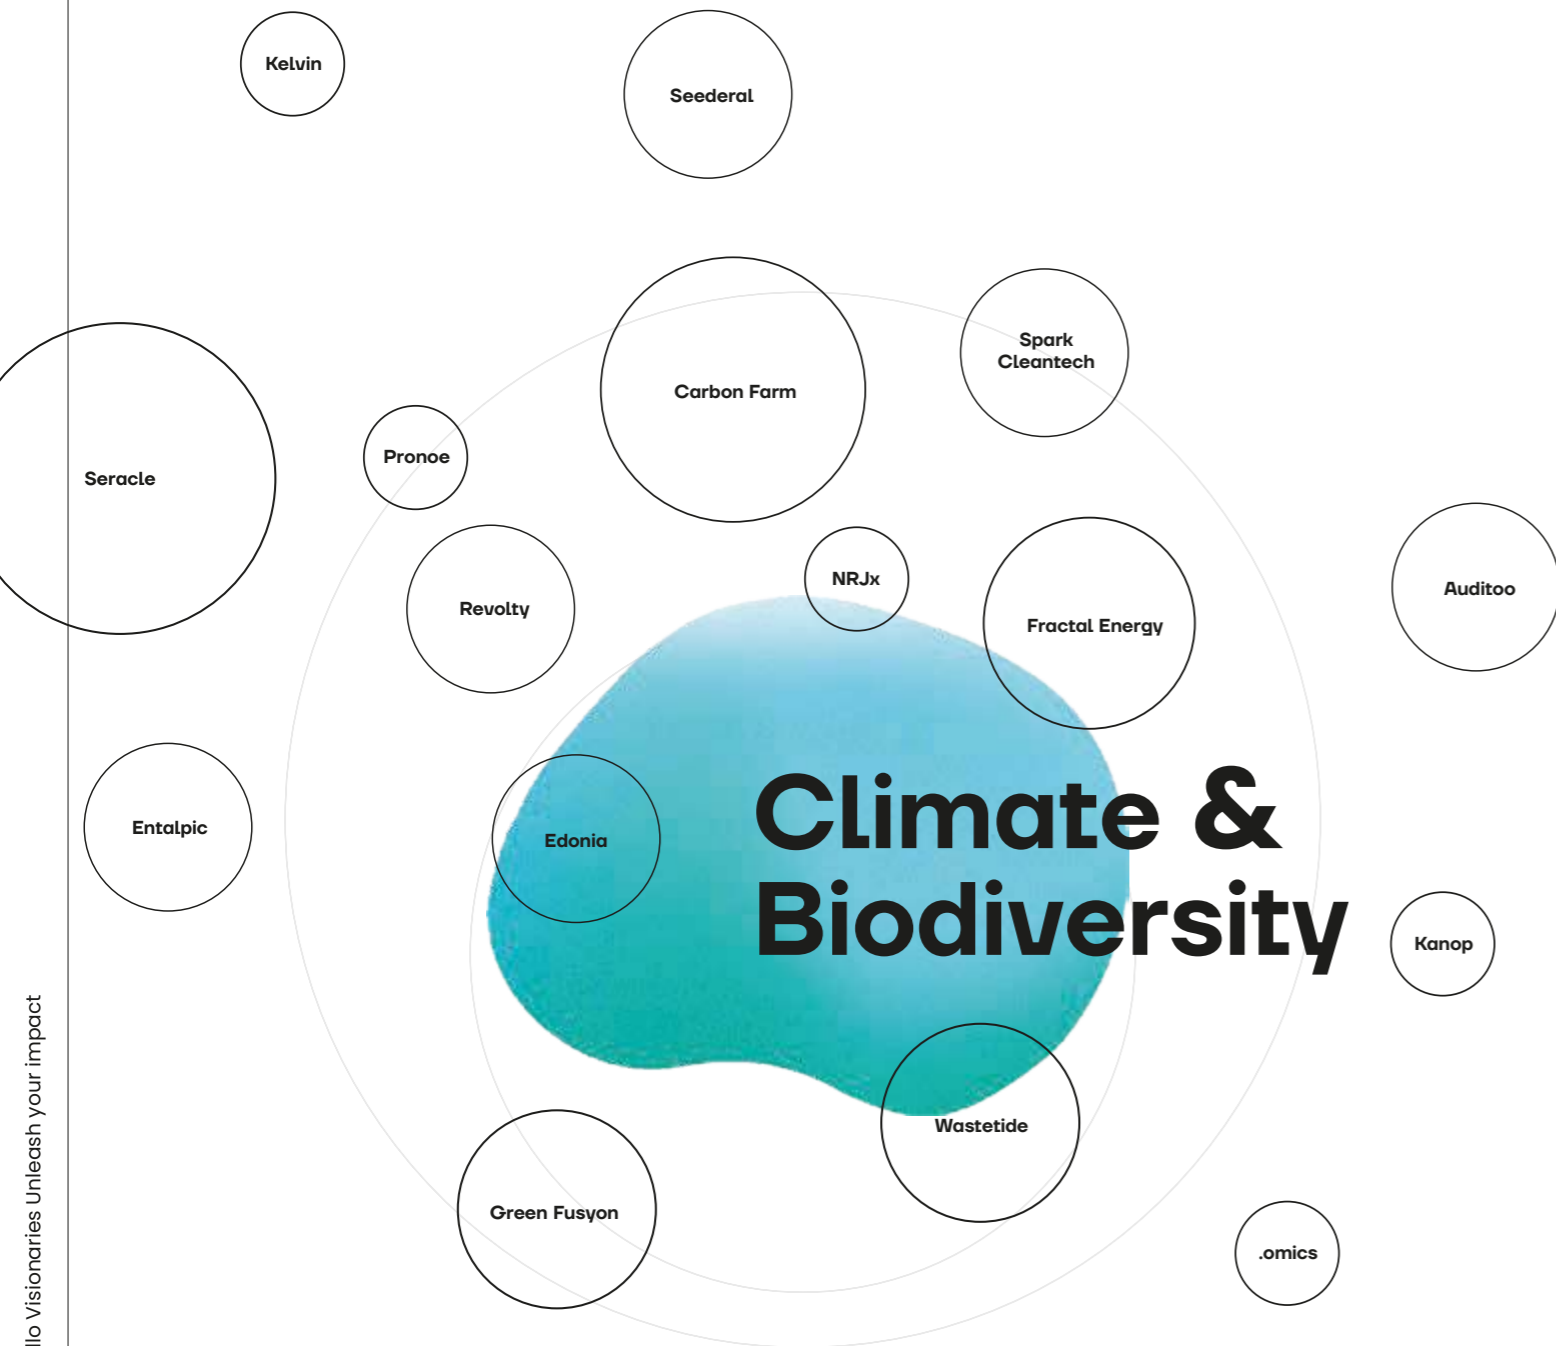 Kelvin
Seederal
Spark
Cleantech
Carbon Farm
Pronoe
Seracle
NRJx
Auditoo
Revolty
Fractal Energy
Entalpic
Edonia
Climate &
Biodiversity
Kanop
Wastetide
Green Fusyon
.omics
llo Visionaries Unleash your impact